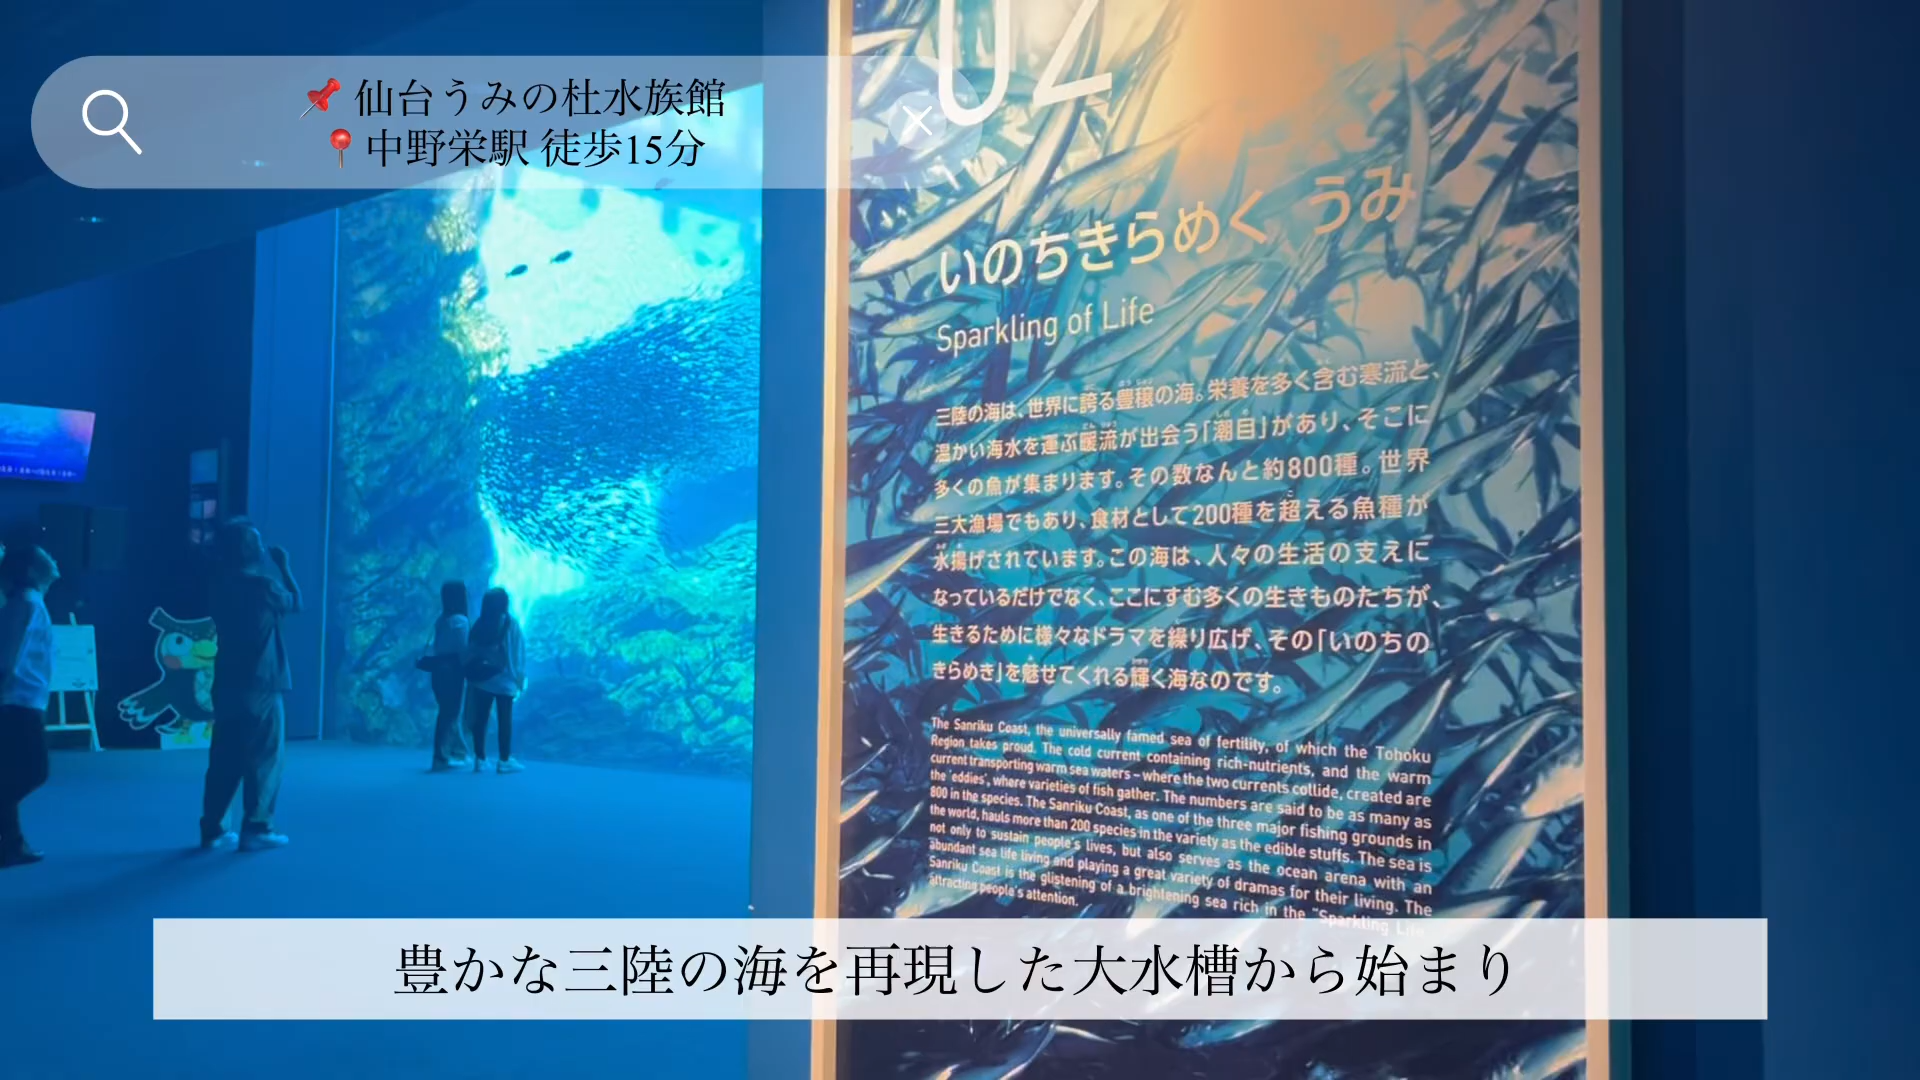 📌 仙台うみの杜水族館
📍中野栄駅 徒歩15分
02
いのちきらめく うみ
Sparkling of Life
三陸の海は、世界に誇る豊穣の海。栄養を多く含む寒流と、
温かい海水を運ぶ暖流が出会う「潮目」があり、そこに
多くの魚が集まります。その数なんと約800種。世界
三大漁場でもあり、食材として200種を超える魚種が
水揚げされています。この海は、人々の生活の支えに
なっているだけでなく、ここにすむ多くの生きものたちが、
生きるために様々なドラマを繰り広げ、その「いのちの
きらめき」を魅せてくれる輝く海なのです。
The Sanriku Coast, the universally famed sea of fertility, of which the Tohoku
Region takes proud. The cold current containing rich-nutrients, and the warm
current transporting warm sea waters – where the two currents collide, created are
the 'eddies', where varieties of fish gather. The numbers are said to be as many as
800 in the species. The Sanriku Coast, as one of the three major fishing grounds in
the world, hauls more than 200 species in the variety as the edible stuffs. The sea is
not only to sustain people's lives, but also serves as the ocean arena with an
abundant sea life living and playing a great variety of dramas for their living. The
Sanriku Coast is the glistening of a brightening sea rich in the "Sparkling Life
attracting people's attention.
豊かな三陸の海を再現した大水槽から始まり